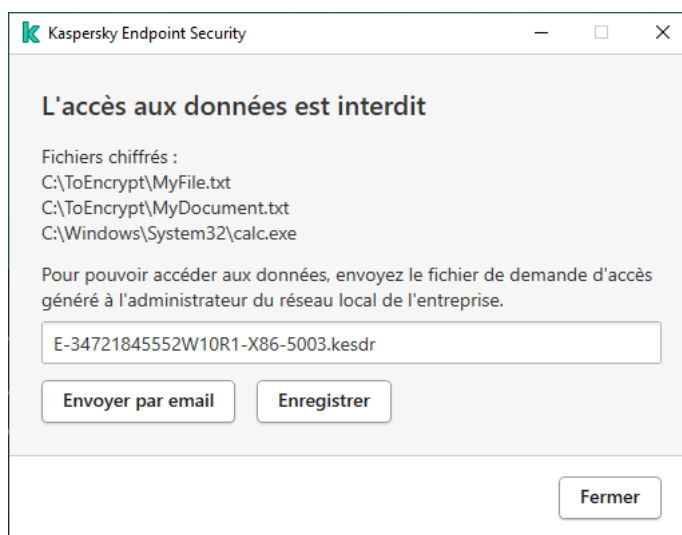 Kaspersky Endpoint Security
L'accès aux données est interdit
Fichiers chiffrés :
C:\ToEncrypt\MyFile.txt
C:\ToEncrypt\MyDocument.txt
C:\Windows\System32\calc.exe
Pour pouvoir accéder aux données, envoyez le fichier de demande d'accès
généré à l'administrateur du réseau local de l'entreprise.
E-34721845552W10R1-X86-5003.kesdr
Envoyer par email Enregistrer
Fermer